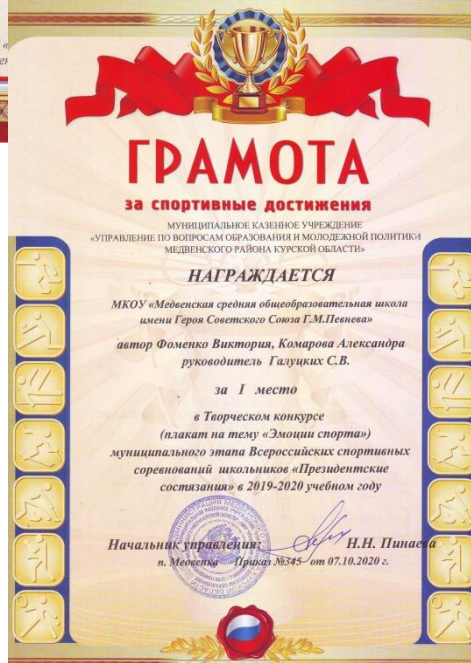 ГРАМОТА
за спортивные достижения
МУНИЦИПАЛЬНОЕ КАЗЕННОЕ УЧРЕЖДЕНИЕ
«УПРАВЛЕНИЕ ПО ВОПРОСАМ ОБРАЗОВАНИЯ И МОЛОДЕЖНОЙ ПОЛИТИКИ
МЕДВЕНСКОГО РАЙОНА КУРСКОЙ ОБЛАСТИ»
НАГРАЖДАЕТСЯ
МКОУ «Медвенская средняя общеобразовательная школа
имени Героя Советского Союза Г.М.Певнева»
автор Фоменко Виктория, Комарова Александра
руководитель Галуцких С.В.
за I место
в Творческом конкурсе
(плакат на тему «Эмоции спорта»)
муниципального этапа Всероссийских спортивных
соревнований школьников «Президентские
состязания» в 2019-2020 учебном году
Начальник управления: Н.Н. Пинаева
п. Медвенка Приказ №345 от 07.10.2020 г.